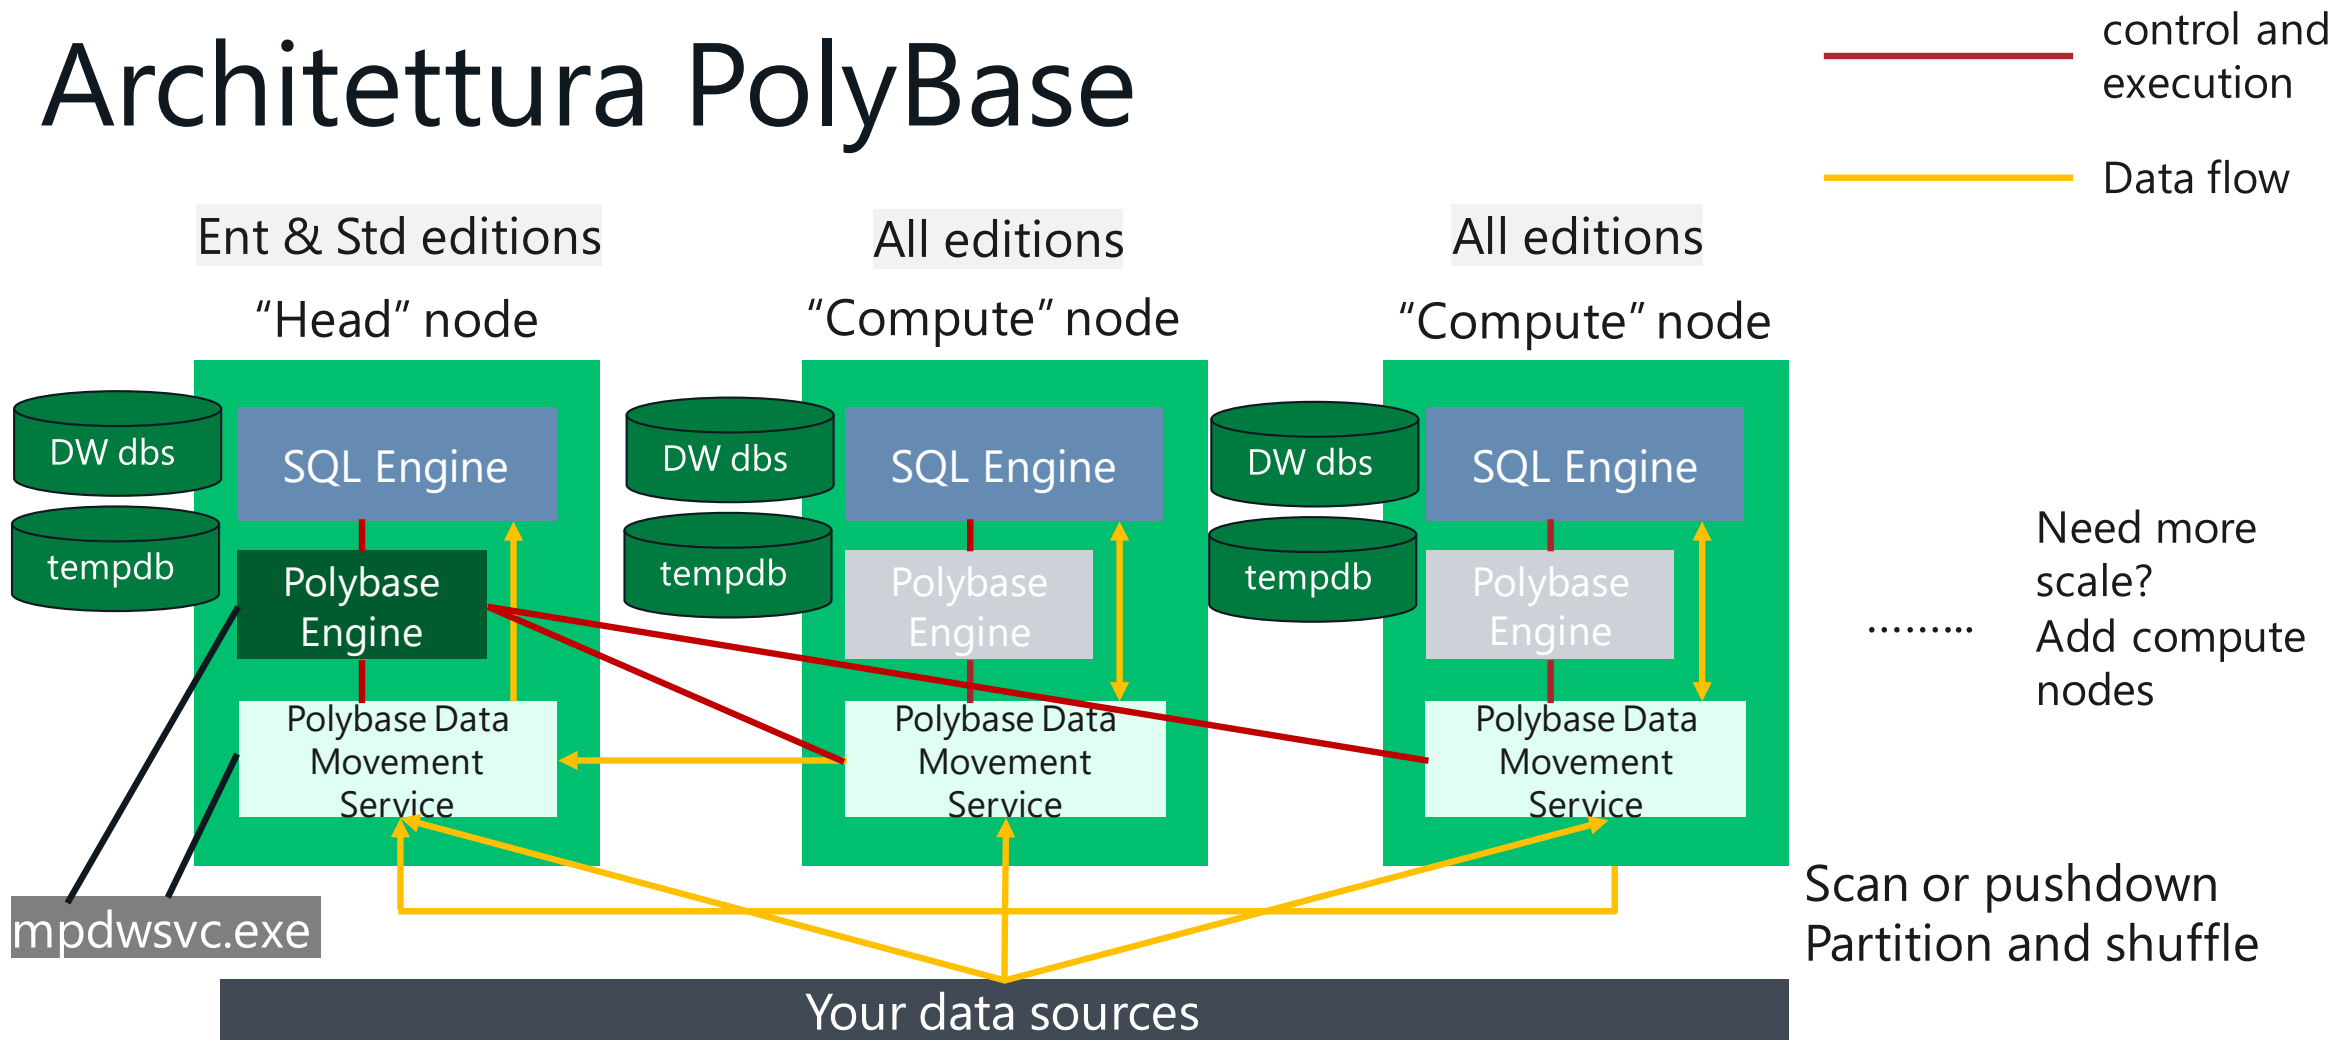 Architettura PolyBase
control and
execution
Data flow
Ent & Std editions
All editions
All editions
“Head” node
“Compute” node
“Compute” node
DW dbs
tempdb
SQL Engine
Polybase
Engine
Polybase Data
Movement
Service
DW dbs
tempdb
SQL Engine
Polybase
Engine
Polybase Data
Movement
Service
DW dbs
tempdb
SQL Engine
Polybase
Engine
Polybase Data
Movement
Service
………
Need more
scale?
Add compute
nodes
mpdwsvc.exe
Scan or pushdown
Partition and shuffle
Your data sources